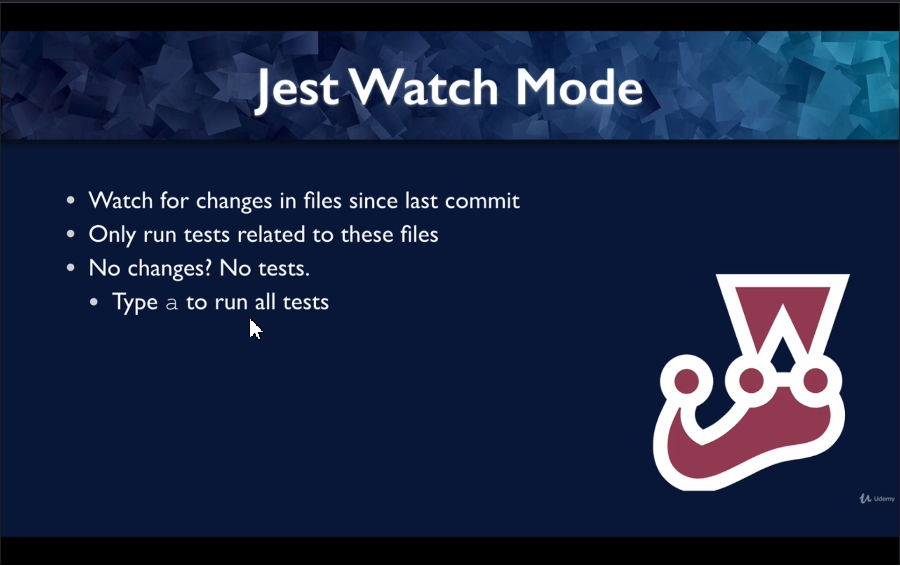 Jest Watch Mode
• Watch for changes in files since last commit
• Only run tests related to these files
• No changes? No tests.
• Type a to run all tests
Udemy